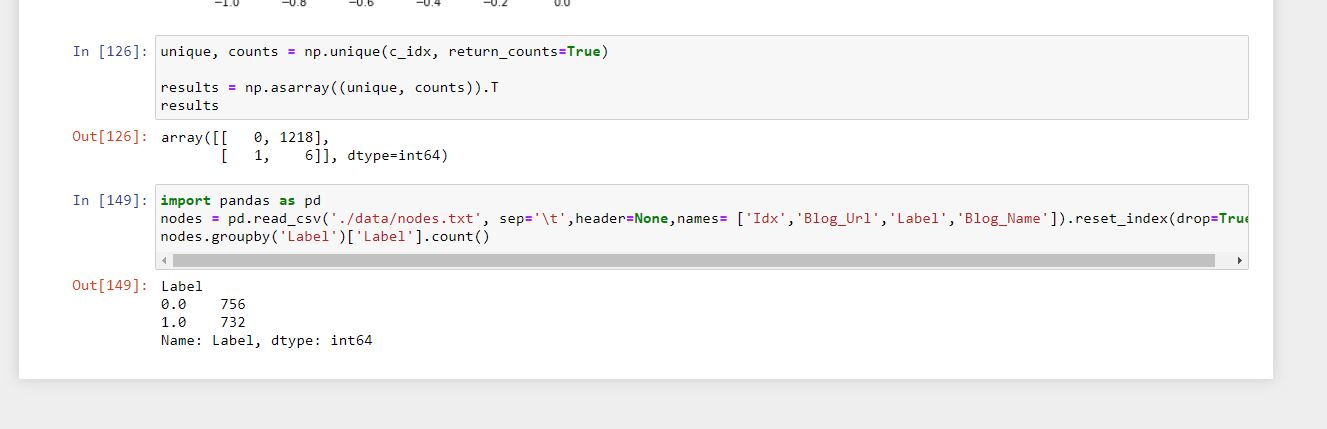 −1.0 −0.8 −0.6 −0.4 −0.2 0.0
In [126]: unique, counts = np.unique(c_idx, return_counts=True)
results = np.asarray((unique, counts)).T
results
Out[126]: array([[   0, 1218],
[   1,    6]], dtype=int64)
In [149]: import pandas as pd
nodes = pd.read_csv('./data/nodes.txt', sep='\t',header=None,names= ['Idx','Blog_Url','Label','Blog_Name']).reset_index(drop=True
nodes.groupby('Label')['Label'].count()
Out[149]: Label
0.0    756
1.0    732
Name: Label, dtype: int64